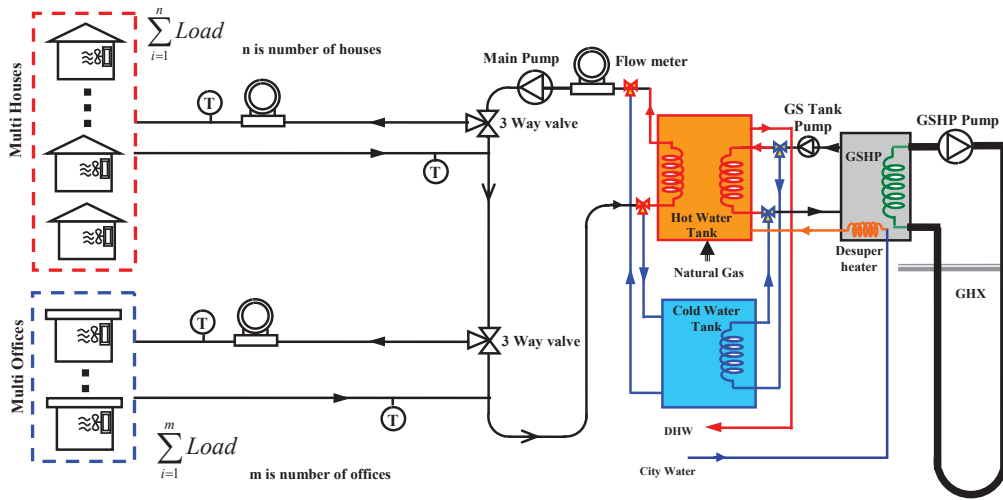 n
∑ Load
i=1
n is number of houses
Multi Houses
T
T
Main Pump
Flow meter
3 Way valve
GS Tank
Pump
GSHP Pump
GSHP
Hot Water
Tank
Natural Gas
Desuper
heater
GHX
Cold Water
Tank
Multi Offices
T
T
3 Way valve
DHW
City Water
m
∑ Load
i=1
m is number of offices